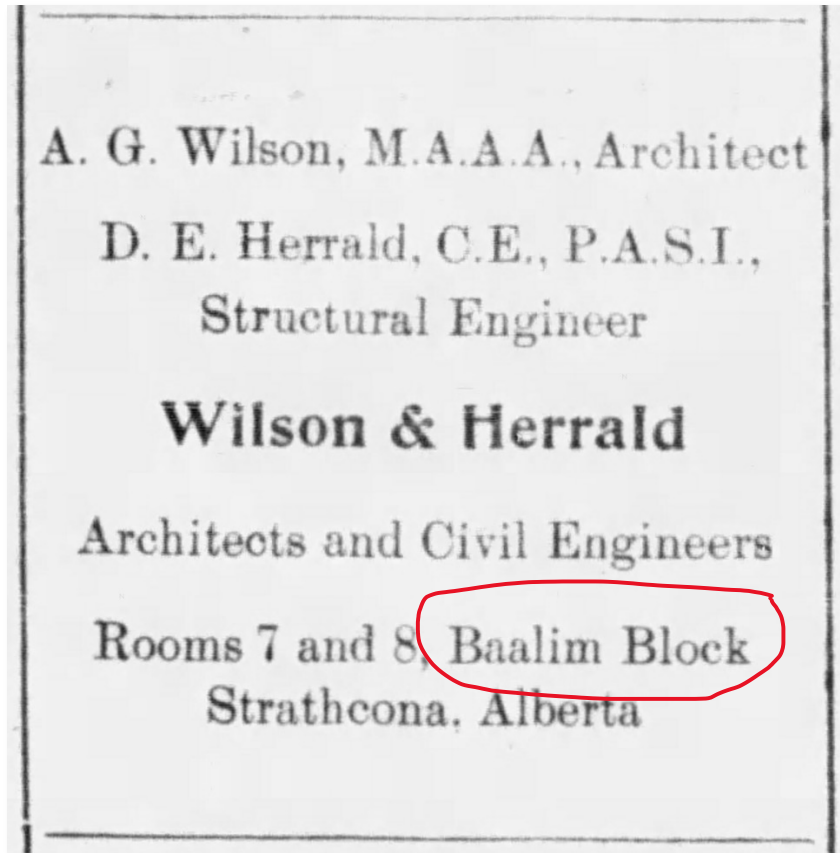 A. G. Wilson, M.A.A.A., Architect
D. E. Herrald, C.E., P.A.S.I.,
Structural Engineer
Wilson & Herrald
Architects and Civil Engineers
Rooms 7 and 8, Baalim Block
Strathcona, Alberta